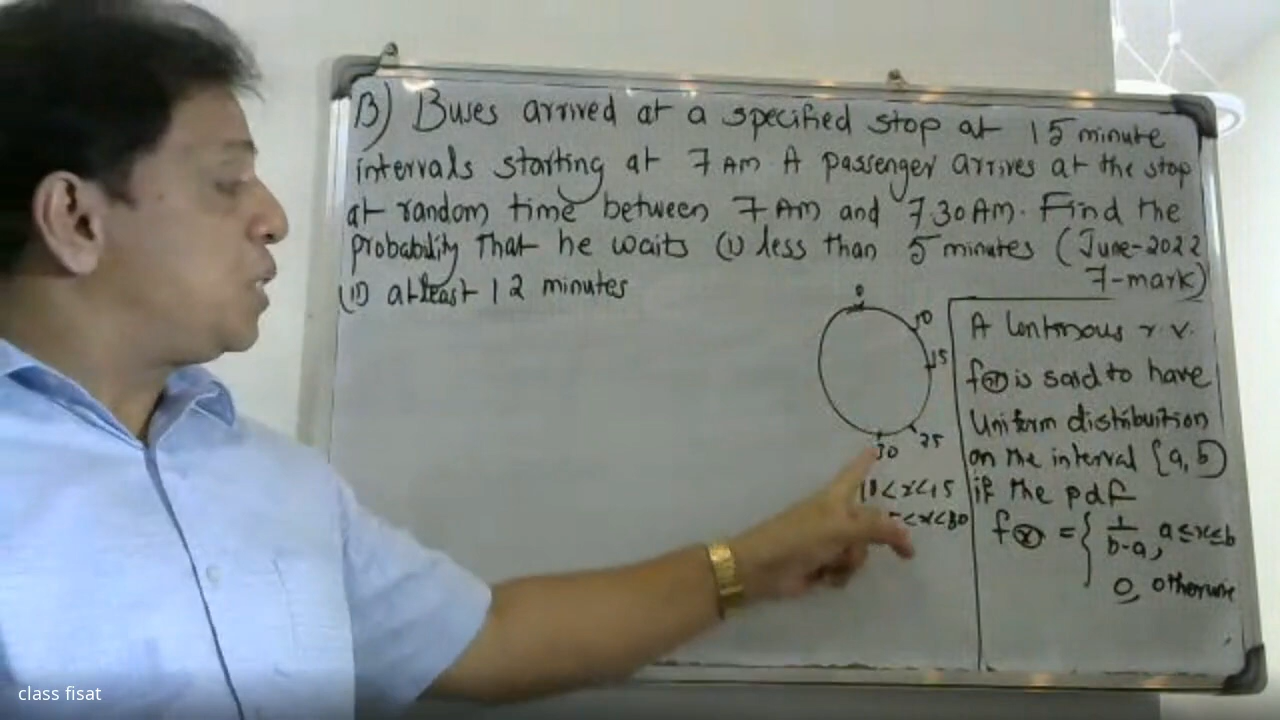 B) Buses arrived at a specified stop at 15 minute
intervals starting at 7 AM A passenger arrives at the stop
at random time between 7 AM and 7 30 AM. Find the
probability That he waits (i) less than 5 minutes (June-2022
7-mark)
(ii) atleast 12 minutes
0
10
15
25
30
10<x<15
<x<30
A Continous r.v.
f(x) is said to have
Uniform distribuition
on the interval [a, b]
if the pdf
f(x) = { 1/b-a, a≤x≤b
0, otherwise
class fisat